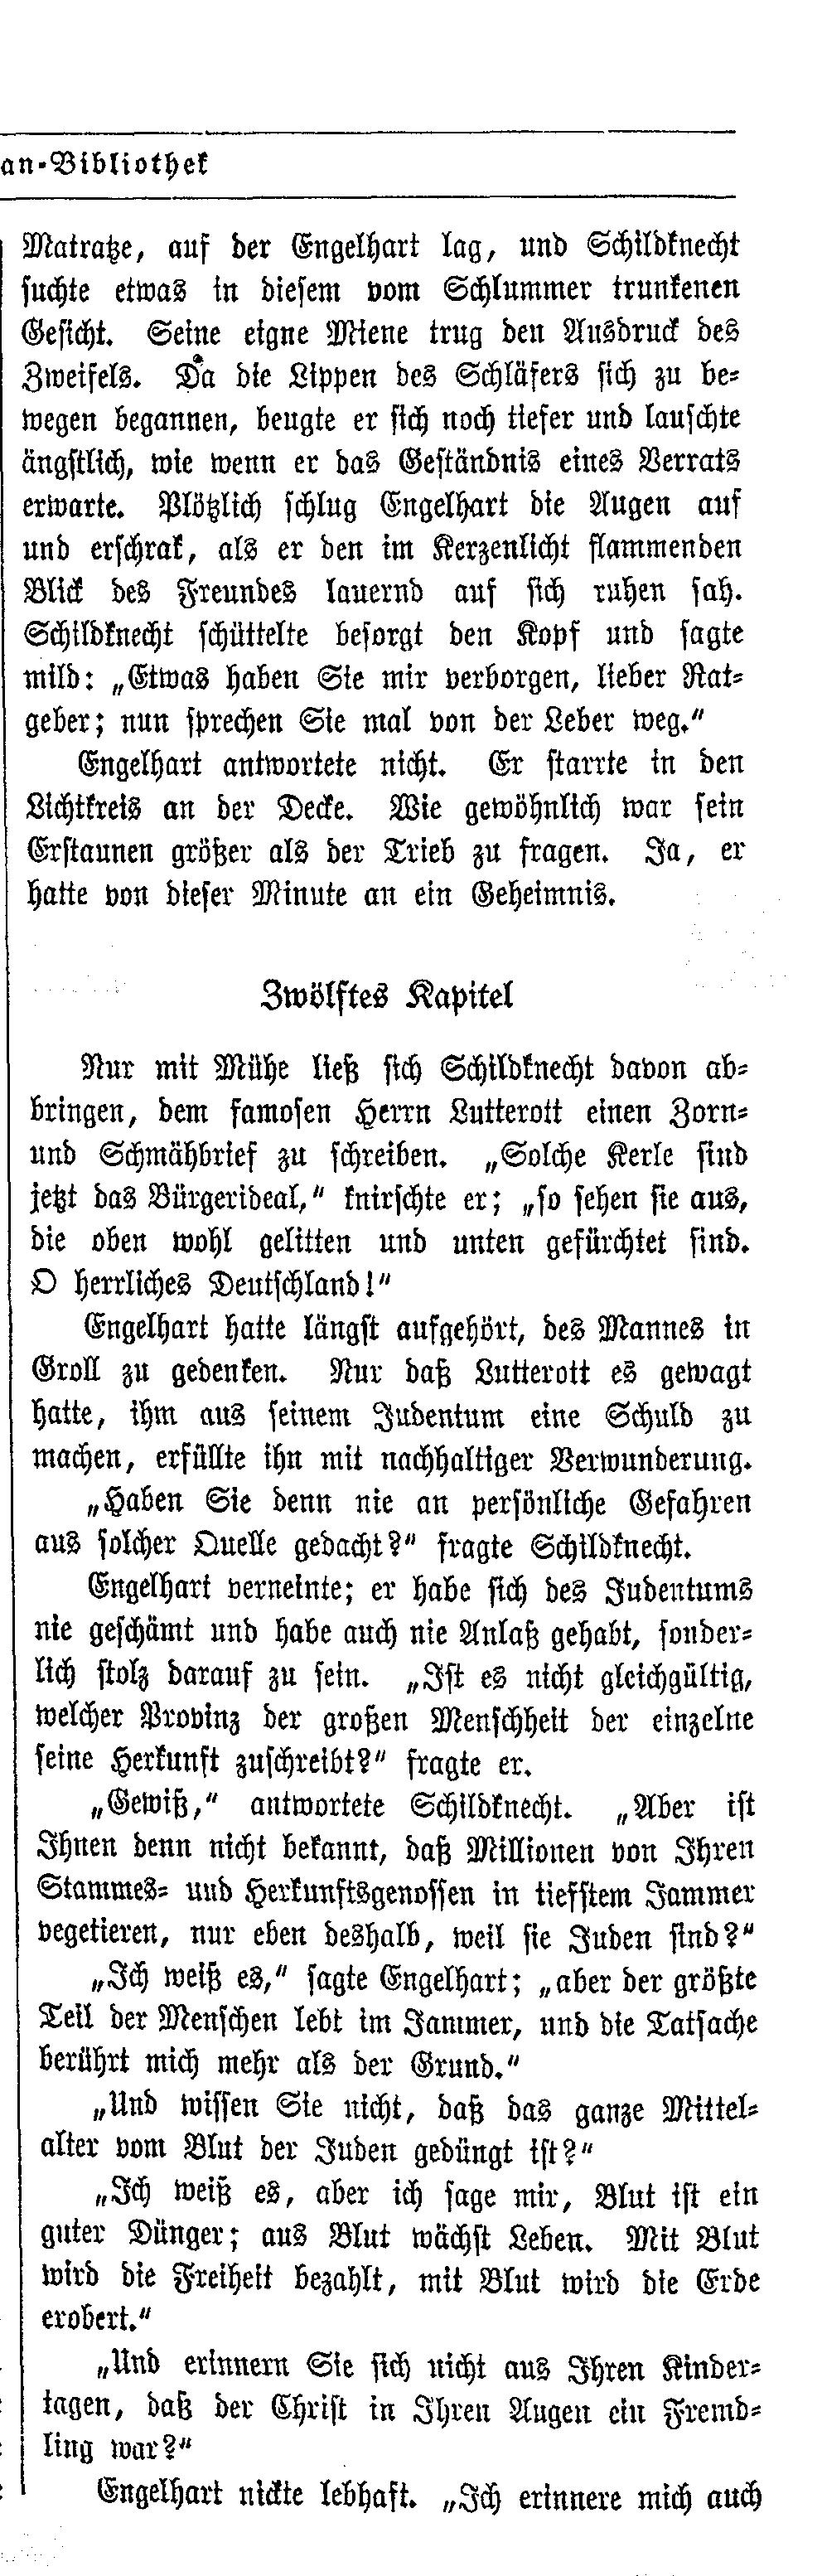 an-Bibliothek
Matratze, auf der Engelhart lag, und Schildknecht
suchte etwas in diesem vom Schlummer trunkenen
Gesicht. Seine eigne Miene trug den Ausdruck des
Zweifels. Da die Lippen des Schläfers sich zu be-
wegen begannen, beugte er sich noch tiefer und lauschte
ängstlich, wie wenn er das Geständnis eines Verrats
erwarte. Plötzlich schlug Engelhart die Augen auf
und erschrak, als er den im Kerzenlicht flammenden
Blick des Freundes lauernd auf sich ruhen sah.
Schildknecht schüttelte besorgt den Kopf und sagte
mild: „Etwas haben Sie mir verborgen, lieber Rat-
geber; nun sprechen Sie mal von der Leber weg.“
Engelhart antwortete nicht. Er starrte in den
Lichtkreis an der Decke. Wie gewöhnlich war sein
Erstaunen größer als der Trieb zu fragen. Ja, er
hatte von dieser Minute an ein Geheimnis.
Zwölftes Kapitel
Nur mit Mühe ließ sich Schildknecht davon ab-
bringen, dem famosen Herrn Lutterott einen Zorn-
und Schmähbrief zu schreiben. „Solche Kerle sind
jetzt das Bürgerideal,“ knirschte er; „so sehen sie aus,
die oben wohl gelitten und unten gefürchtet sind.
O herrliches Deutschland!“
Engelhart hatte längst aufgehört, des Mannes in
Groll zu gedenken. Nur daß Lutterott es gewagt
hatte, ihm aus seinem Judentum eine Schuld zu
machen, erfüllte ihn mit nachhaltiger Verwunderung.
„Haben Sie denn nie an persönliche Gefahren
aus solcher Quelle gedacht?“ fragte Schildknecht.
Engelhart verneinte; er habe sich des Judentums
nie geschämt und habe auch nie Anlaß gehabt, sonder-
lich stolz darauf zu sein. „Ist es nicht gleichgültig,
welcher Provinz der großen Menschheit der einzelne
seine Herkunft zuschreibt?“ fragte er.
„Gewiß,“ antwortete Schildknecht. „Aber ist
Ihnen denn nicht bekannt, daß Millionen von Ihren
Stammes- und Herkunftsgenossen in tiefstem Jammer
vegetieren, nur eben deshalb, weil sie Juden sind?“
„Ich weiß es,“ sagte Engelhart; „aber der größte
Teil der Menschen lebt im Jammer, und die Tatsache
berührt mich mehr als der Grund.“
„Und wissen Sie nicht, daß das ganze Mittel-
alter vom Blut der Juden gedüngt ist?“
„Ich weiß es, aber ich sage mir, Blut ist ein
guter Dünger; aus Blut wächst Leben. Mit Blut
wird die Freiheit bezahlt, mit Blut wird die Erde
erobert.“
„Und erinnern Sie sich nicht aus Ihren Kinder-
tagen, daß der Christ in Ihren Augen ein Fremd-
ling war?“
Engelhart nickte lebhaft. „Ich erinnere mich auch